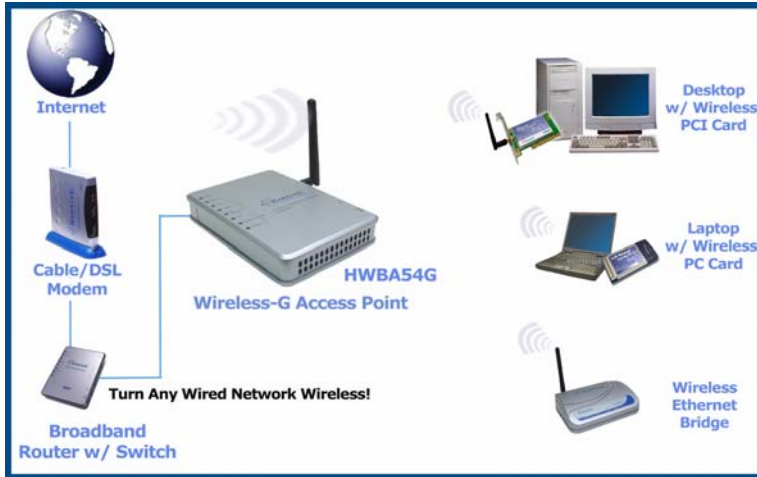 Internet
Cable/DSL
Modem
Broadband
Router w/ Switch
HWBA54G
Wireless-G Access Point
Turn Any Wired Network Wireless!
Desktop
w/ Wireless
PCI Card
Laptop
w/ Wireless
PC Card
Wireless
Ethernet
Bridge